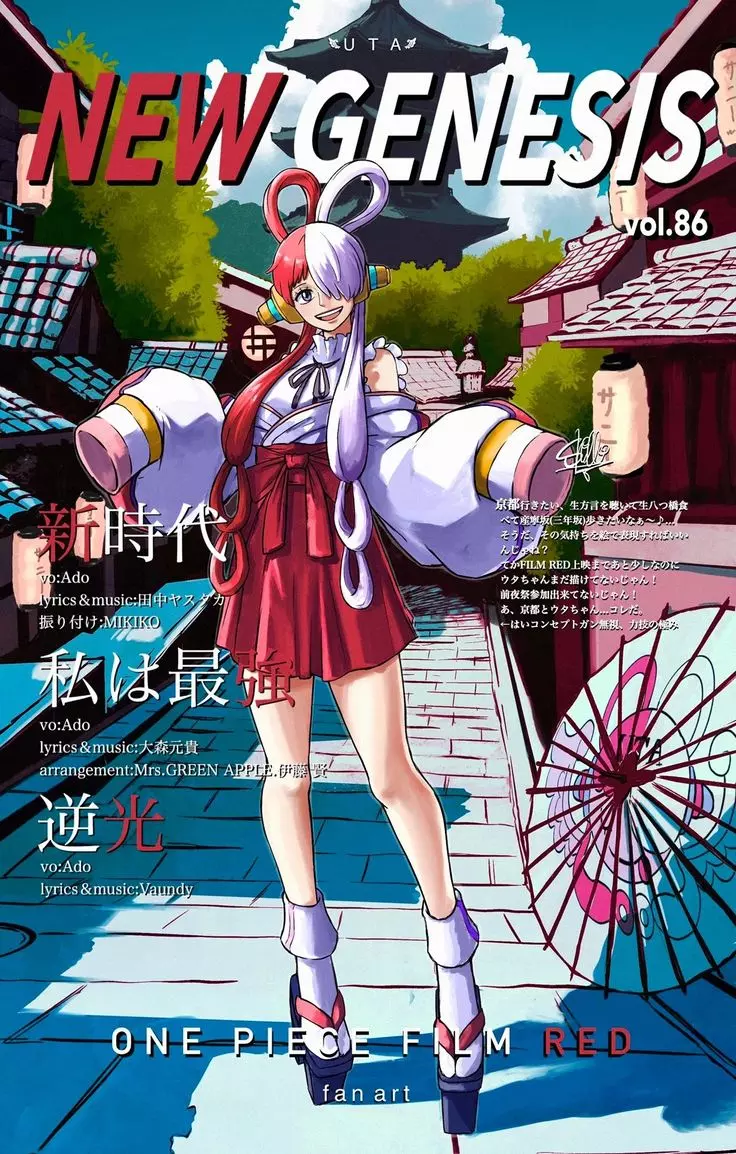 UTA
NEW GENESIS
vol.86
サニー
サニー
井
新時代
vo:Ado
lyrics&music:田中ヤスタカ
振り付け:MIKIKO
私は最強
vo:Ado
lyrics&music:大森元貴
arrangement:Mrs.GREEN APPLE.伊藤 賢
逆光
vo:Ado
lyrics&music:Vaundy
京都行きたい、生方言を聴いて生八つ橋食
べて産寧坂(三年坂)歩きたいなぁ〜♪…
そうだ、その気持ちを絵で表現すればいい
んじゃね?
てかFILM RED上映まであと少しなのに
ウタちゃんまだ描けてないじゃん!
前夜祭参加出来てないじゃん!
あ、京都とウタちゃん…コレだ。
←はいコンセプトガン無視、力技の極み
UTA
ONE PIECE FILM RED
fan art